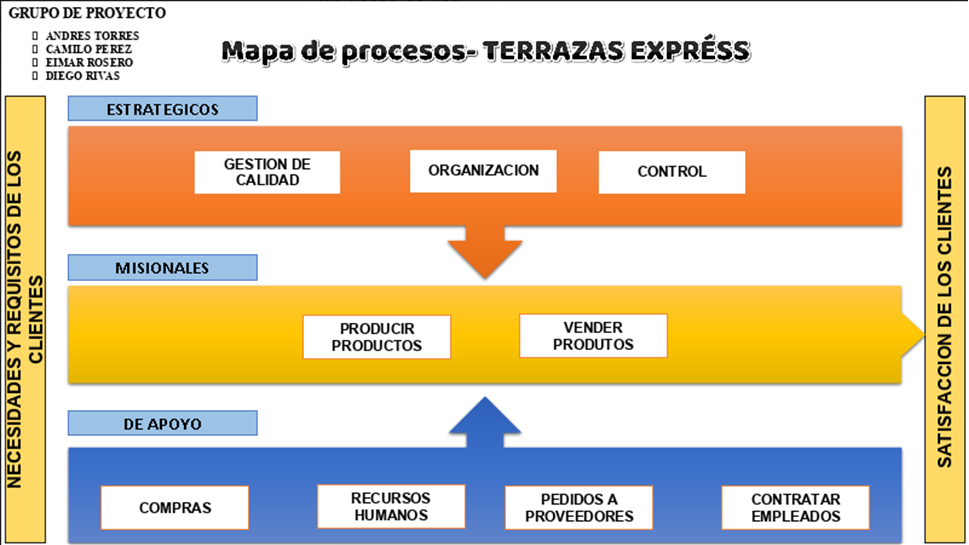 GRUPO DE PROYECTO
ANDRES TORRES
CAMILO PEREZ
EIMAR ROSERO
DIEGO RIVAS
Mapa de procesos- TERRAZAS EXPRÉSS
NECESIDADES Y REQUISITOS DE LOS
CLIENTES
ESTRATEGICOS
GESTION DE
CALIDAD
ORGANIZACION
CONTROL
MISIONALES
PRODUCIR
PRODUCTOS
VENDER
PRODUTOS
DE APOYO
COMPRAS
RECURSOS
HUMANOS
PEDIDOS A
PROVEEDORES
CONTRATAR
EMPLEADOS
SATISFACCION DE LOS CLIENTES